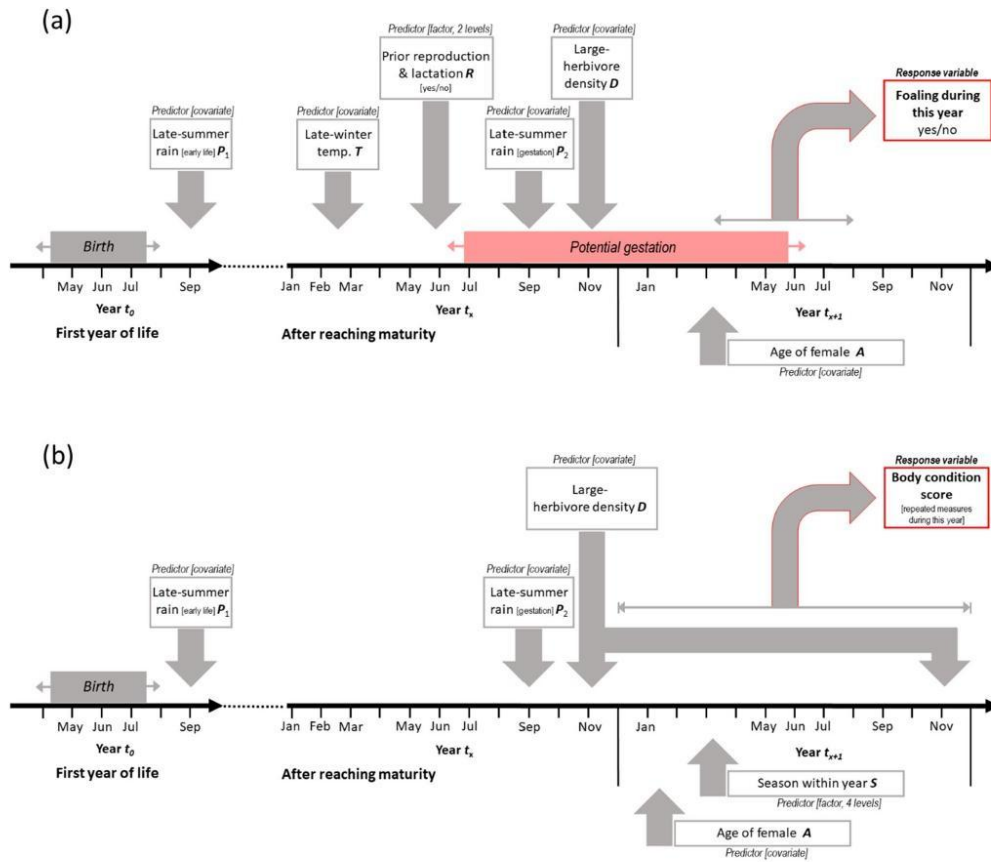 (a)
Predictor [factor, 2 levels]
Prior reproduction
& lactation R
[yes/no]
Predictor [covariate]
Large-
herbivore
density D
Response variable
Foaling during
this year
yes/no
Predictor [covariate]
Late-summer
rain [early life] P1
Predictor [covariate]
Late-winter
temp. T
Predictor [covariate]
Late-summer
rain [gestation] P2
Birth
Potential gestation
May Jun Jul Sep Jan Feb Mar May Jun Jul Sep Nov Jan May Jun Jul Sep Nov
Year t0 Year tx Year tx+1
First year of life After reaching maturity
Age of female A
Predictor [covariate]
(b)
Predictor [covariate]
Large-
herbivore density D
Response variable
Body condition
score
[repeated measures
during this year]
Predictor [covariate]
Late-summer
rain [early life] P1
Predictor [covariate]
Late-summer
rain [gestation] P2
Birth
May Jun Jul Sep Jan Feb Mar May Jun Jul Sep Nov Jan May Jun Jul Sep Nov
Year t0 Year tx Year tx+1
First year of life After reaching maturity
Season within year S
Predictor [factor, 4 levels]
Age of female A
Predictor [covariate]